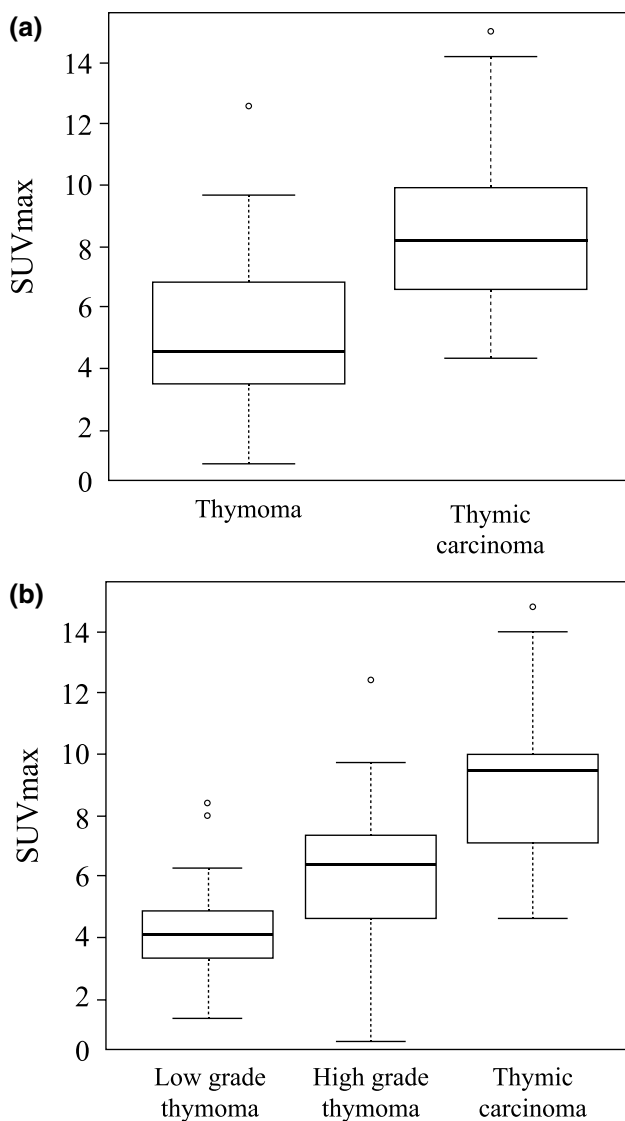 (a)
SUVmax
14
12
10
8
6
4
2
0
Thymoma
Thymic
carcinoma
(b)
SUVmax
14
12
10
8
6
4
2
0
Low grade
thymoma
High grade
thymoma
Thymic
carcinoma